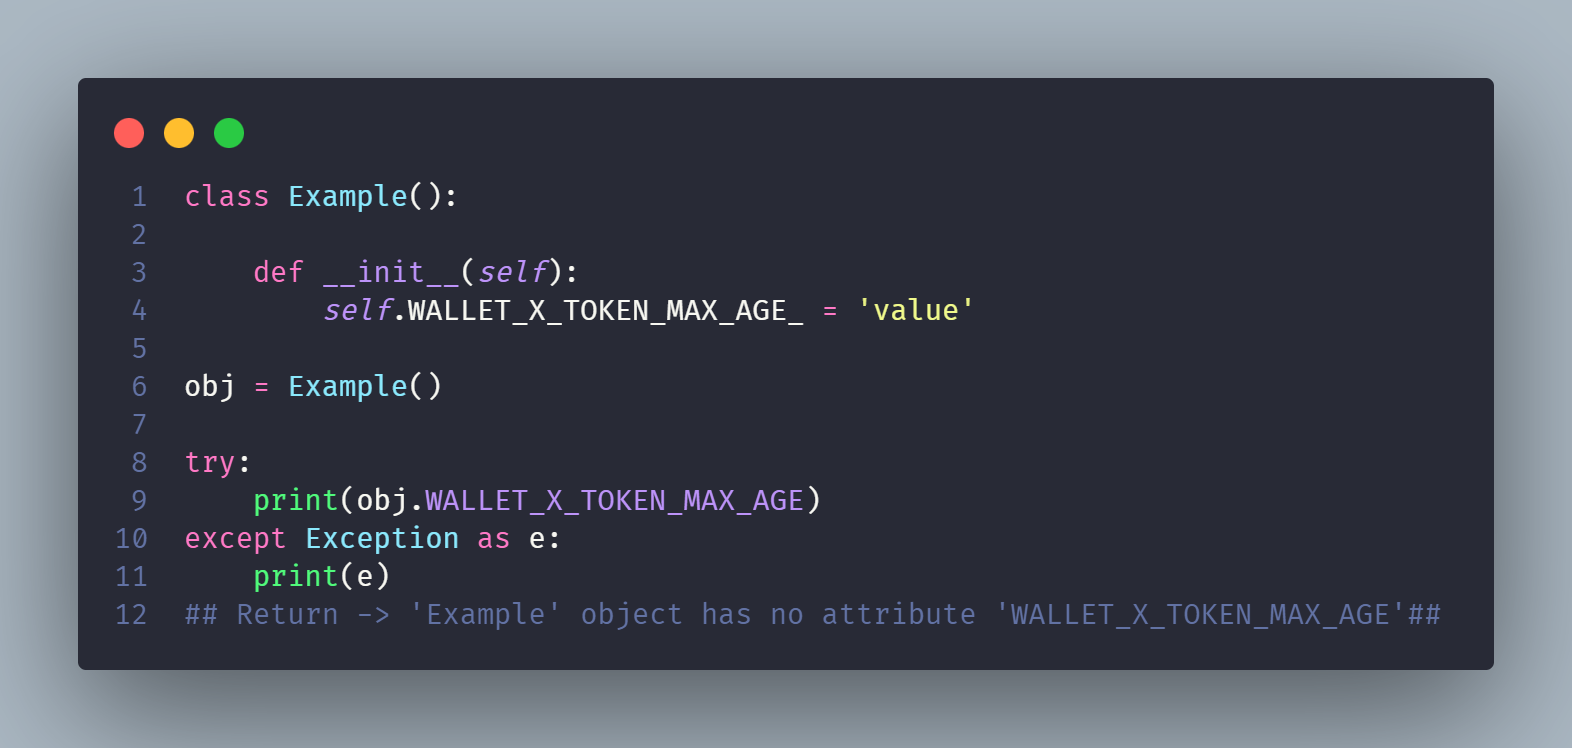 1 class Example():
2
3     def __init__(self):
4         self.WALLET_X_TOKEN_MAX_AGE_ = 'value'
5
6 obj = Example()
7
8 try:
9     print(obj.WALLET_X_TOKEN_MAX_AGE)
10 except Exception as e:
11     print(e)
12 ## Return -> 'Example' object has no attribute 'WALLET_X_TOKEN_MAX_AGE'##